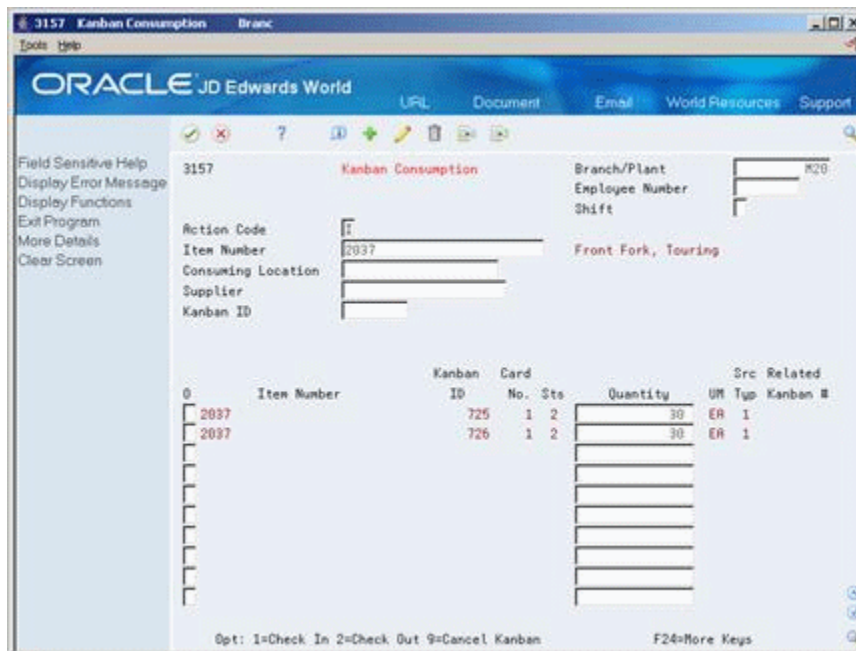 3157 Kanban Consumption Branc
Tools Help
ORACLE JD Edwards World
URL Document Email World Resources Support
Field Sensitive Help
Display Error Message
Display Functions
Exit Program
More Details
Clear Screen
3157 Kanban Consumption Branch/Plant M20
Employee Number
Shift
Action Code I
Item Number 2037 Front Fork, Touring
Consuming Location
Supplier
Kanban ID
Kanban Card Src Related
O Item Number ID No. Sts Quantity UM Typ Kanban #
2037 725 1 2 30 EA 1
2037 726 1 2 30 EA 1
Opt: 1=Check In 2=Check Out 9=Cancel Kanban F24=More Keys